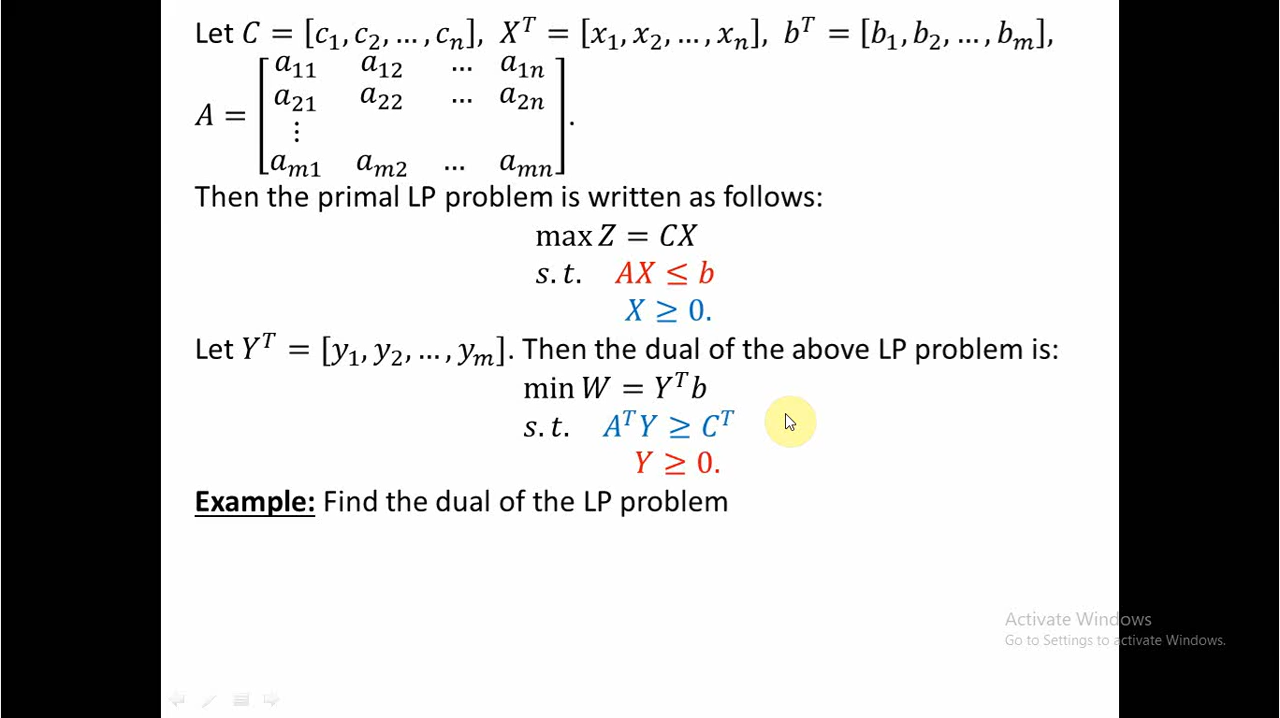 Let C = [c₁, c₂, … , cₙ], Xᵀ = [x₁, x₂, … , xₙ], bᵀ = [b₁, b₂, … , bₘ],
a₁₁ a₁₂ … a₁ₙ
a₂₁ a₂₂ … a₂ₙ
A = [ ⋮ ] .
aₘ₁ aₘ₂ … aₘₙ
Then the primal LP problem is written as follows:
max Z = CX
s. t. AX ≤ b
X ≥ 0.
Let Yᵀ = [y₁, y₂, … , yₘ]. Then the dual of the above LP problem is:
min W = Yᵀb
s. t. AᵀY ≥ Cᵀ
Y ≥ 0.
Example: Find the dual of the LP problem
Activate Windows
Go to Settings to activate Windows.